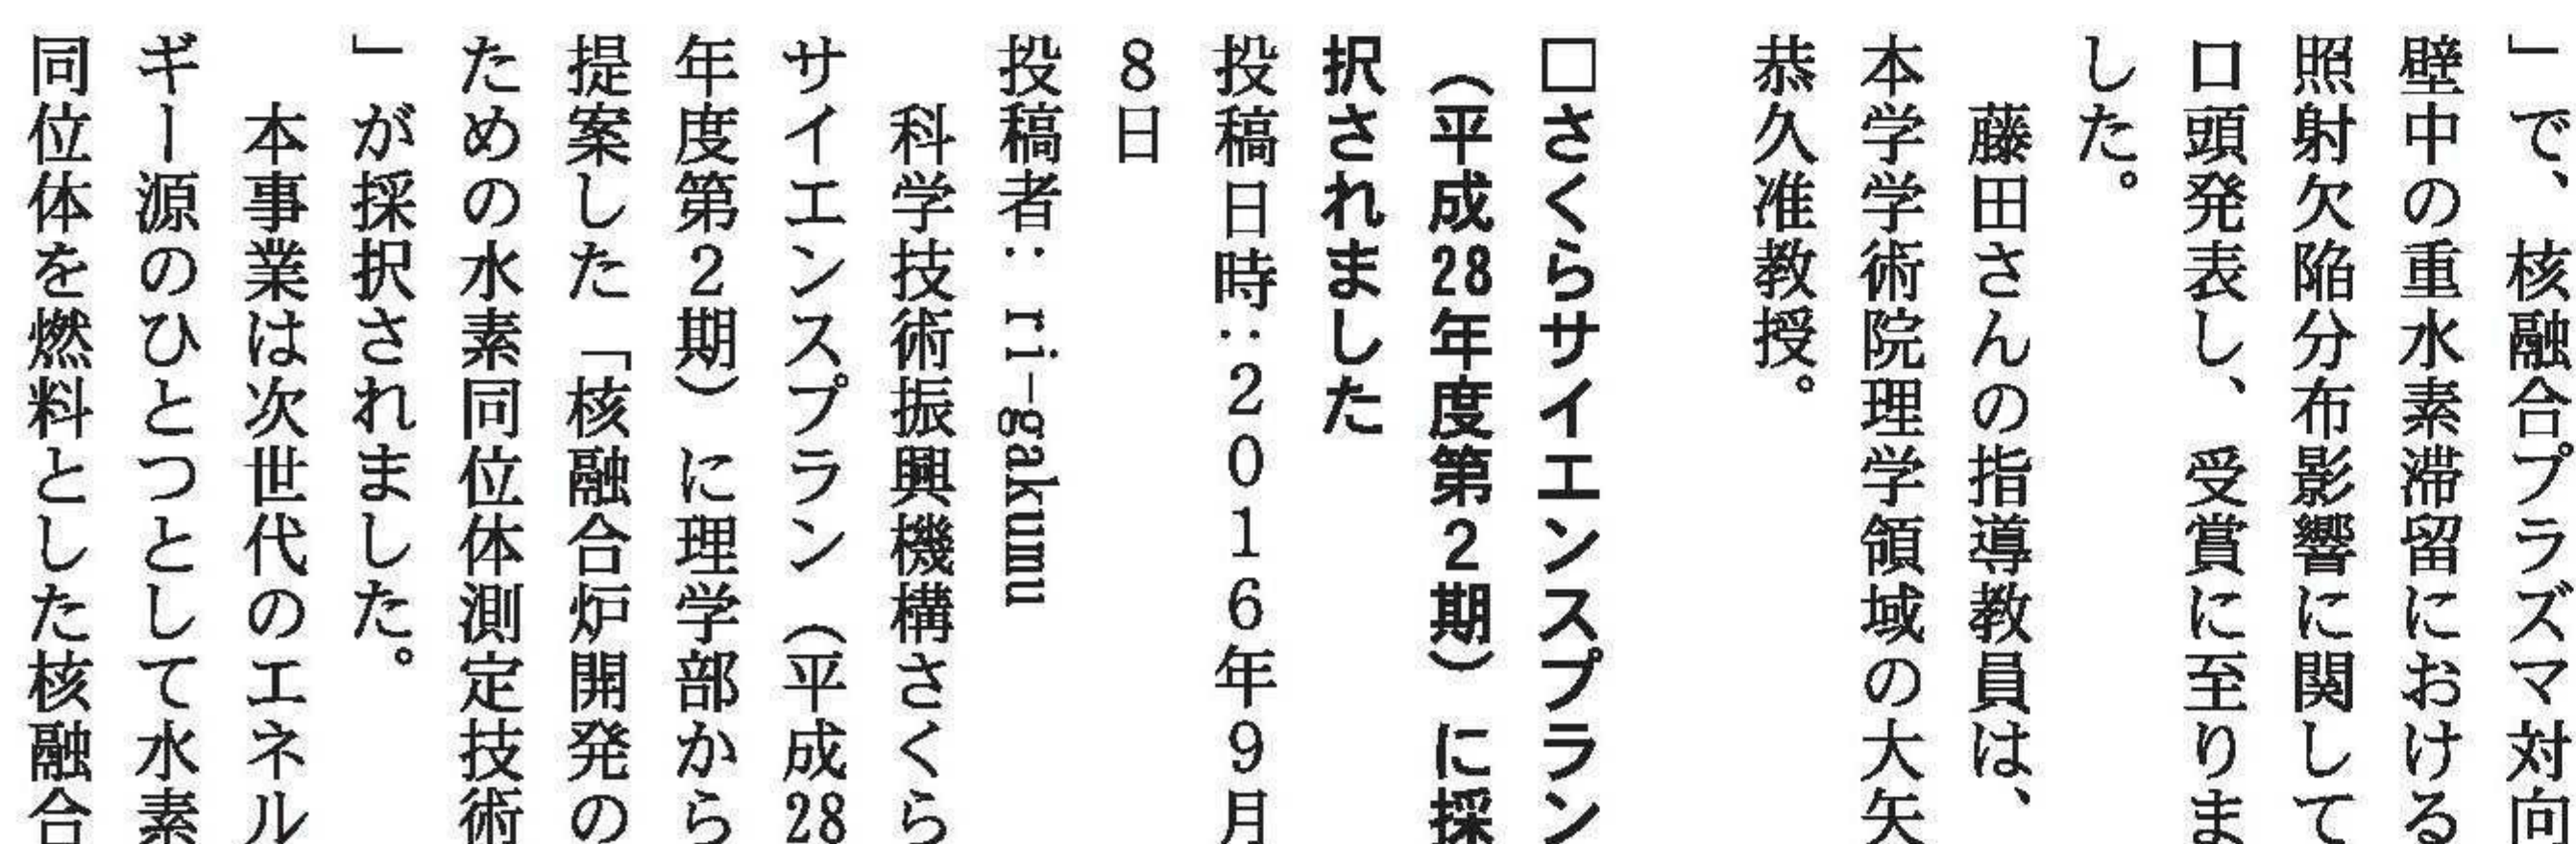 」で、核融合プラズマ対向
壁中の重水素滞留における
照射欠陥分布影響に関して
口頭発表し、受賞に至りま
した。
藤田さんの指導教員は、
本学学術院理学領域の大矢
恭久准教授。
□さくらサイエンスプラン
（平成28年度第2期）に採
択されました
投稿日時：2016年9月
8日
投稿者：ri-gakumu
科学技術振興機構さくら
サイエンスプラン（平成28
年度第2期）に理学部から
提案した「核融合炉開発の
ための水素同位体測定技術
」が採択されました。
本事業は次世代のエネル
ギー源のひとつとして水素
同位体を燃料とした核融合